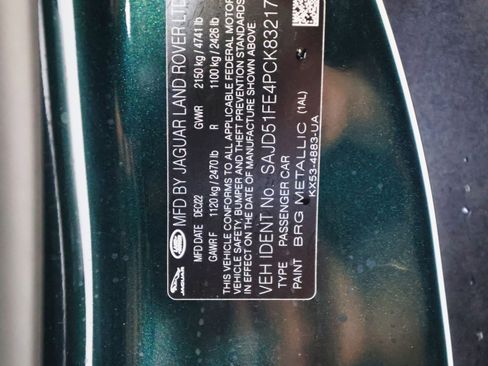 MFD BY JAGUAR LAND ROVER LTD
MFD DATE DEC22 GVWR 2150 kg / 4741 lb
GAWR F 1120 kg / 2470 lb R 1100 kg / 2426 lb
THIS VEHICLE CONFORMS TO ALL APPLICABLE FEDERAL MOTOR
VEHICLE SAFETY, BUMPER AND THEFT PREVENTION STANDARDS
IN EFFECT ON THE DATE OF MANUFACTURE SHOWN ABOVE.
VEH IDENT No: SAJD51FE4PCK83217
TYPE PASSENGER CAR
PAINT BRG METALLIC (1AL)
KX53-4883-UA
JAGUAR